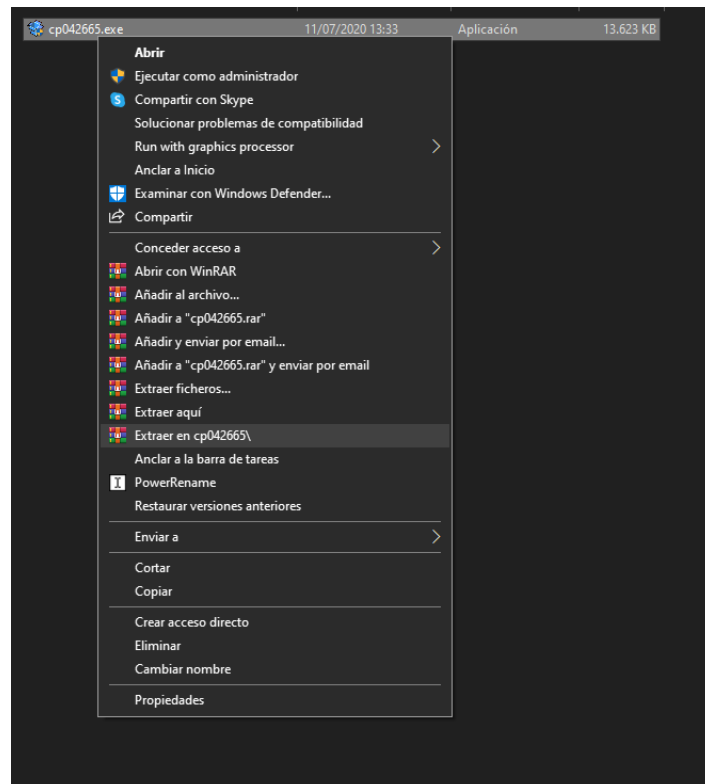 cp042665.exe 11/07/2020 13:33 Aplicación 13.623 KB
Abrir
Ejecutar como administrador
Compartir con Skype
Solucionar problemas de compatibilidad
Run with graphics processor
Anclar a Inicio
Examinar con Windows Defender...
Compartir
Conceder acceso a
Abrir con WinRAR
Añadir al archivo...
Añadir a "cp042665.rar"
Añadir y enviar por email...
Añadir a "cp042665.rar" y enviar por email
Extraer ficheros...
Extraer aquí
Extraer en cp042665\
Anclar a la barra de tareas
PowerRename
Restaurar versiones anteriores
Enviar a
Cortar
Copiar
Crear acceso directo
Eliminar
Cambiar nombre
Propiedades